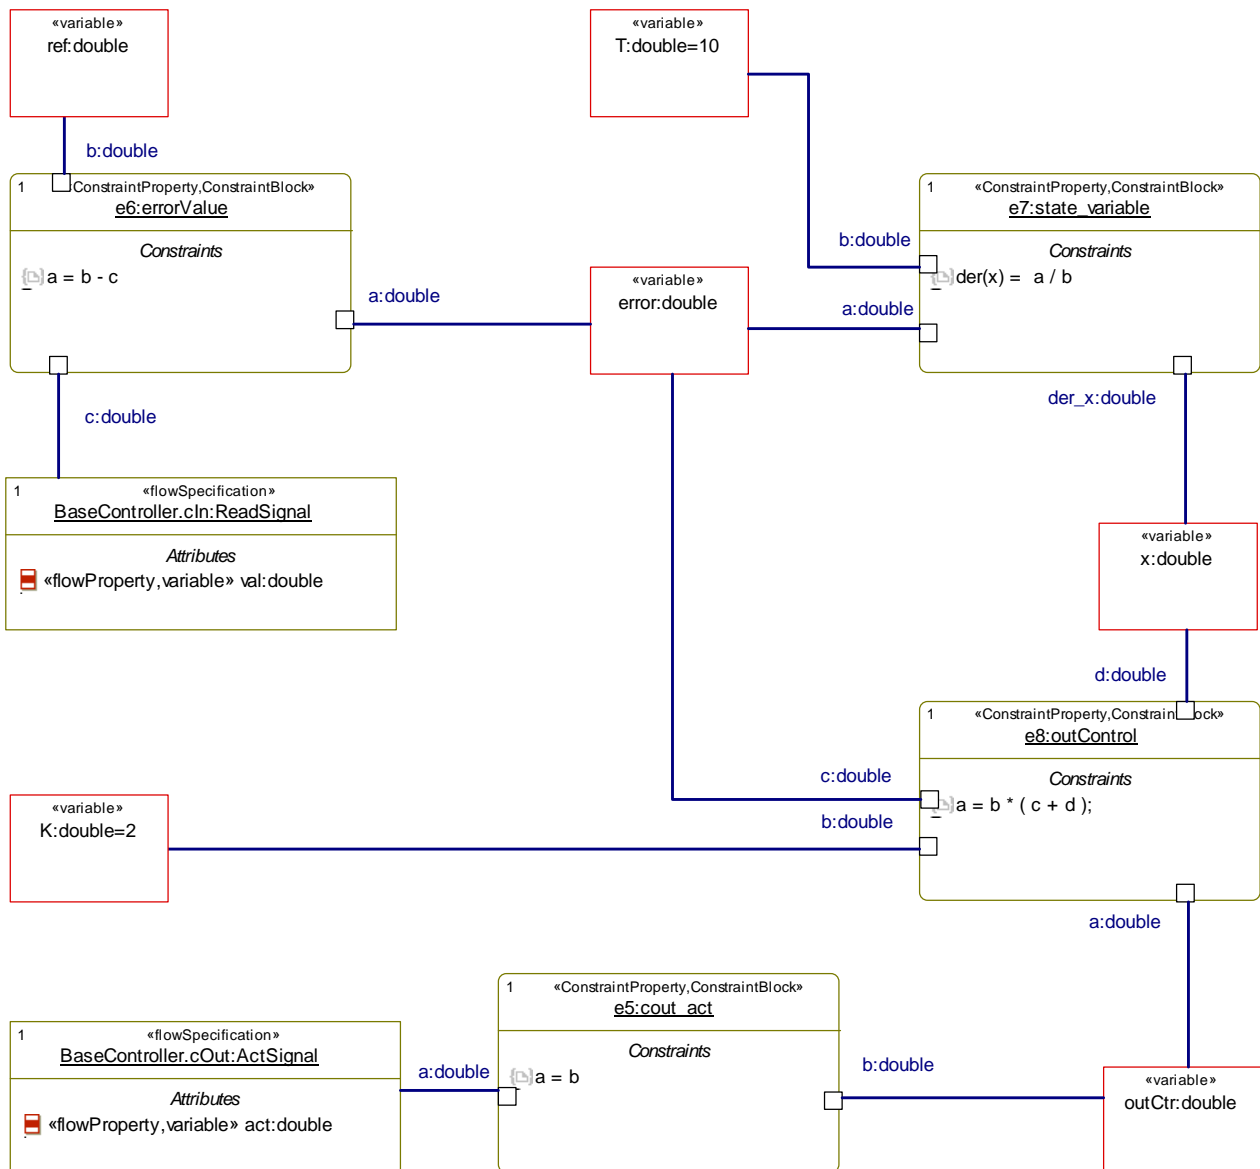 «variable»
ref:double
«variable»
T:double=10
b:double
1 ConstraintProperty,ConstraintBlock»
e6:errorValue
Constraints
a = b - c
a:double
«variable»
error:double
b:double
a:double
1 «ConstraintProperty,ConstraintBlock»
e7:state_variable
Constraints
der(x) = a / b
c:double
der_x:double
1 «flowSpecification»
BaseController.cIn:ReadSignal
Attributes
«flowProperty,variable» val:double
«variable»
x:double
d:double
1 «ConstraintProperty,Constrain ock»
e8:outControl
Constraints
a = b * ( c + d );
c:double
b:double
«variable»
K:double=2
a:double
1 «ConstraintProperty,ConstraintBlock»
e5:cout_act
Constraints
a = b
1 «flowSpecification»
BaseController.cOut:ActSignal
Attributes
«flowProperty,variable» act:double
a:double
b:double
«variable»
outCtr:double